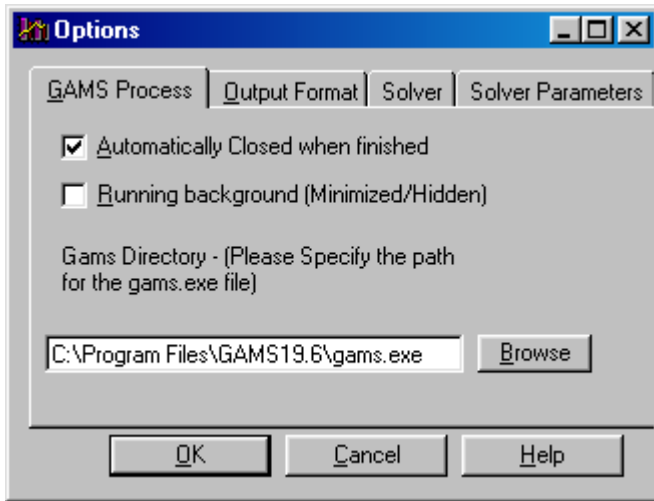 Options
GAMS Process
Output Format
Solver
Solver Parameters
Automatically Closed when finished
Running background (Minimized/Hidden)
Gams Directory - (Please Specify the path
for the gams.exe file)
C:\Program Files\GAMS19.6\gams.exe
Browse
OK
Cancel
Help